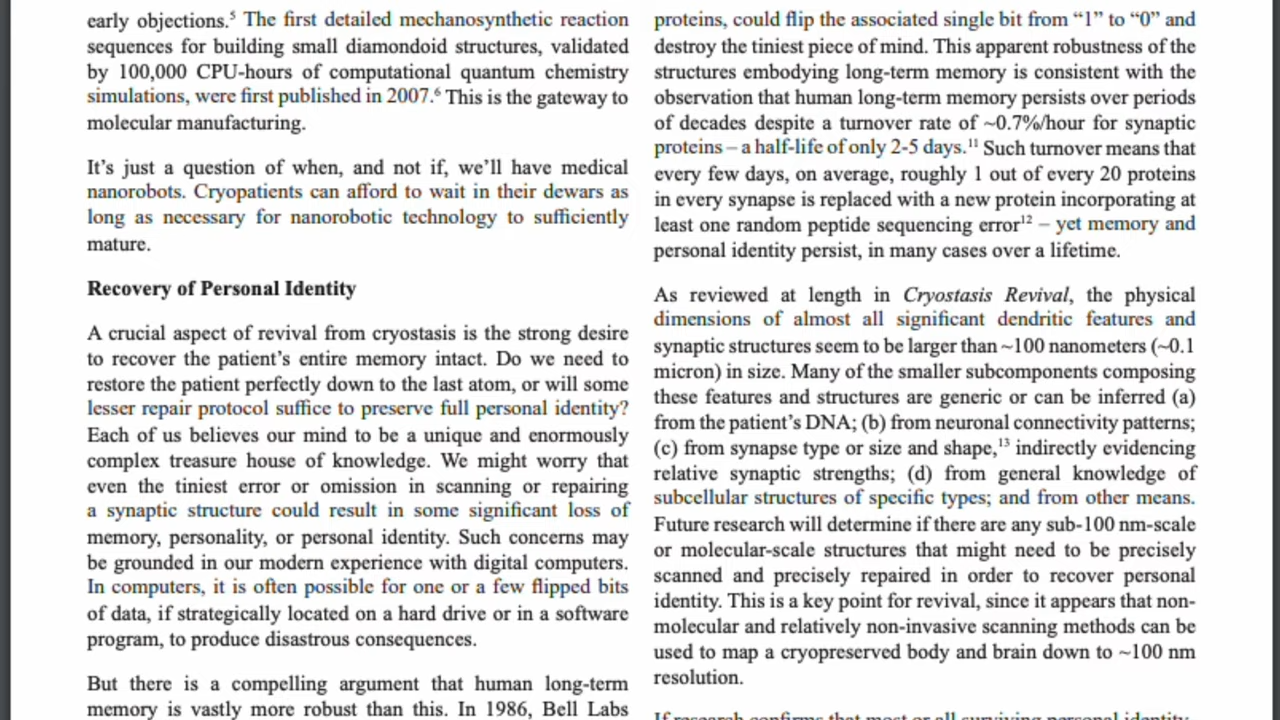 early objections.⁵ The first detailed mechanosynthetic reaction
sequences for building small diamondoid structures, validated
by 100,000 CPU-hours of computational quantum chemistry
simulations, were first published in 2007.⁶ This is the gateway to
molecular manufacturing.
It’s just a question of when, and not if, we’ll have medical
nanorobots. Cryopatients can afford to wait in their dewars as
long as necessary for nanorobotic technology to sufficiently
mature.
Recovery of Personal Identity
A crucial aspect of revival from cryostasis is the strong desire
to recover the patient’s entire memory intact. Do we need to
restore the patient perfectly down to the last atom, or will some
lesser repair protocol suffice to preserve full personal identity?
Each of us believes our mind to be a unique and enormously
complex treasure house of knowledge. We might worry that
even the tiniest error or omission in scanning or repairing
a synaptic structure could result in some significant loss of
memory, personality, or personal identity. Such concerns may
be grounded in our modern experience with digital computers.
In computers, it is often possible for one or a few flipped bits
of data, if strategically located on a hard drive or in a software
program, to produce disastrous consequences.
But there is a compelling argument that human long-term
memory is vastly more robust than this. In 1986, Bell Labs
proteins, could flip the associated single bit from “1” to “0” and
destroy the tiniest piece of mind. This apparent robustness of the
structures embodying long-term memory is consistent with the
observation that human long-term memory persists over periods
of decades despite a turnover rate of ~0.7%/hour for synaptic
proteins – a half-life of only 2-5 days.¹¹ Such turnover means that
every few days, on average, roughly 1 out of every 20 proteins
in every synapse is replaced with a new protein incorporating at
least one random peptide sequencing error¹² – yet memory and
personal identity persist, in many cases over a lifetime.
As reviewed at length in Cryostasis Revival, the physical
dimensions of almost all significant dendritic features and
synaptic structures seem to be larger than ~100 nanometers (~0.1
micron) in size. Many of the smaller subcomponents composing
these features and structures are generic or can be inferred (a)
from the patient’s DNA; (b) from neuronal connectivity patterns;
(c) from synapse type or size and shape,¹³ indirectly evidencing
relative synaptic strengths; (d) from general knowledge of
subcellular structures of specific types; and from other means.
Future research will determine if there are any sub-100 nm-scale
or molecular-scale structures that might need to be precisely
scanned and precisely repaired in order to recover personal
identity. This is a key point for revival, since it appears that non-
molecular and relatively non-invasive scanning methods can be
used to map a cryopreserved body and brain down to ~100 nm
resolution.
If research confirms that most or all surviving personal identity